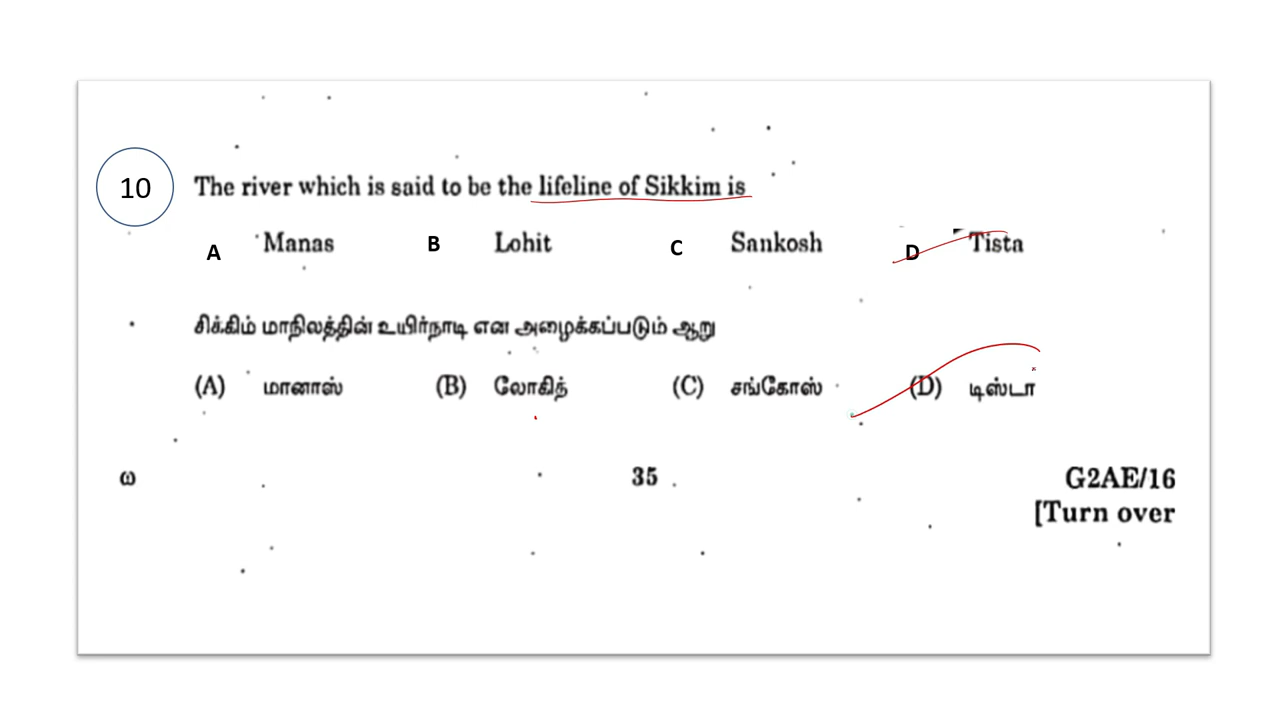 10 The river which is said to be the lifeline of Sikkim is
A Manas B Lohit C Sankosh D Tista
சிக்கிம் மாநிலத்தின் உயிர்நாடி என அழைக்கப்படும் ஆறு
(A) மானாஸ் (B) லோகித் (C) சங்கோஸ் (D) டிஸ்டா
ω 35 G2AE/16
[Turn over